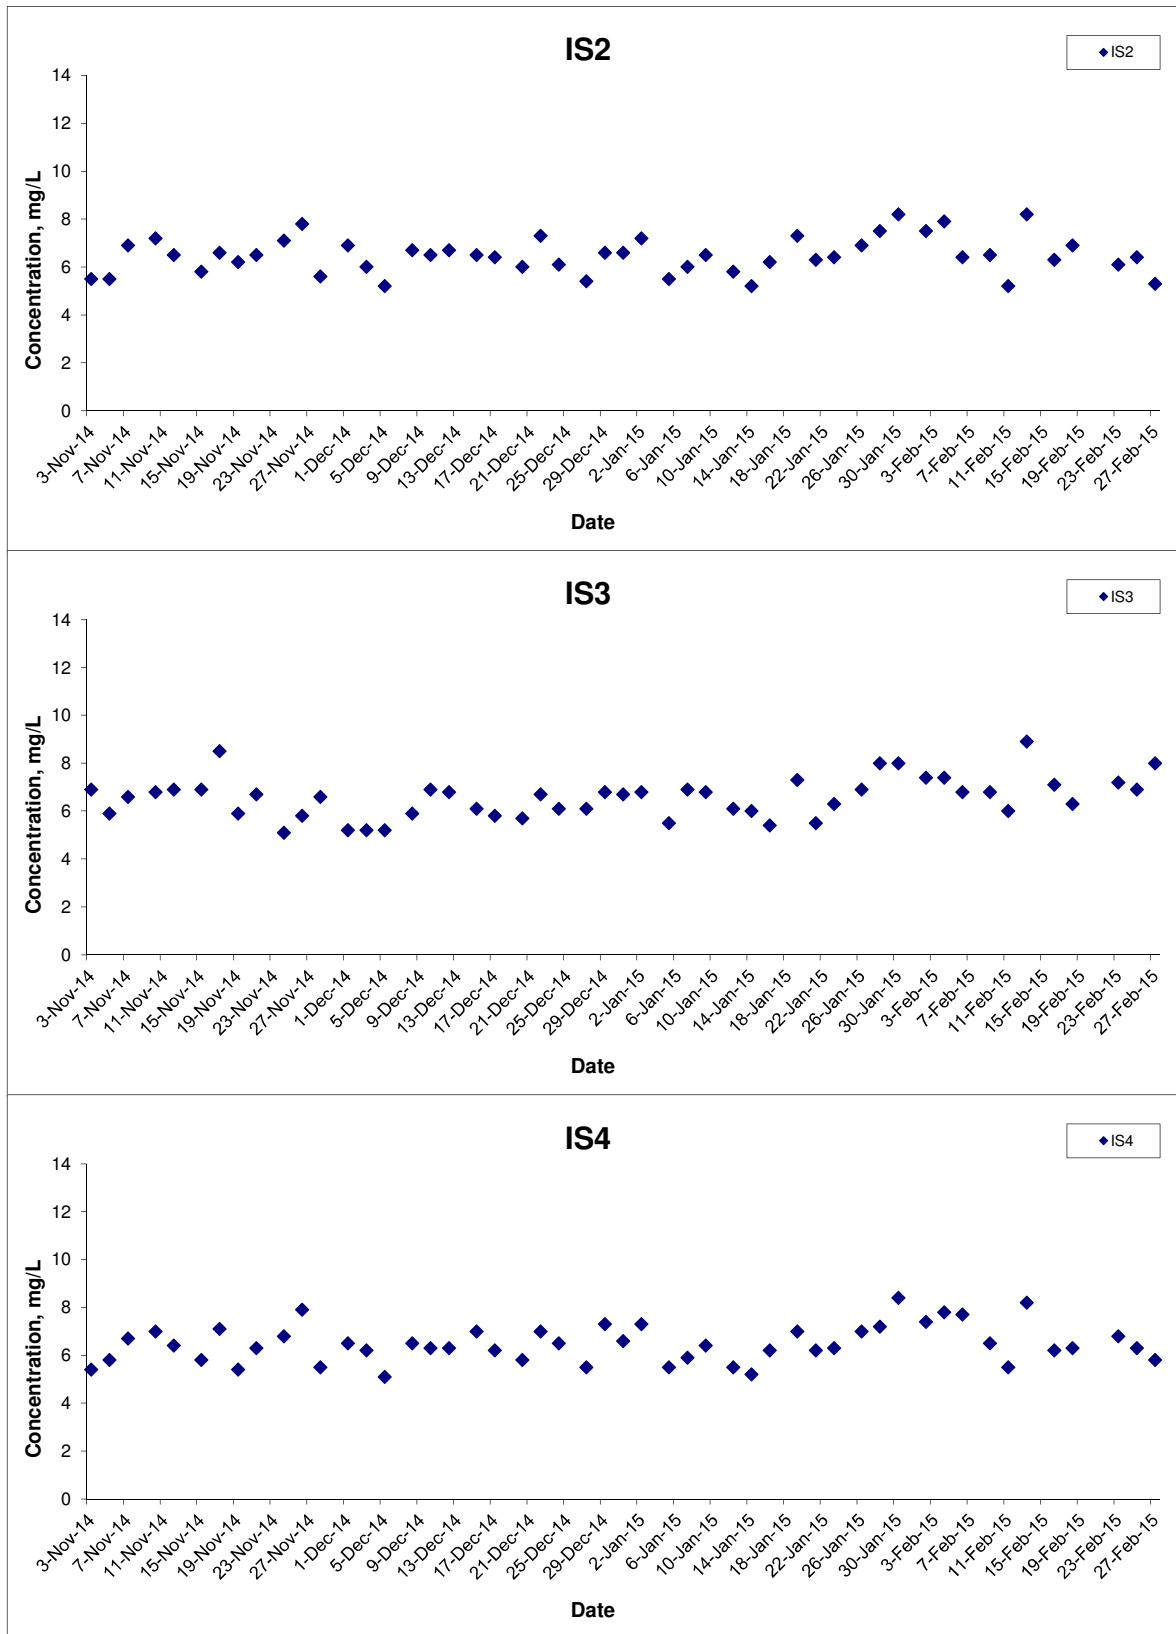 IS2
IS2
Concentration, mg/L
14
12
10
8
6
4
2
0
3-Nov-14
7-Nov-14
11-Nov-14
15-Nov-14
19-Nov-14
23-Nov-14
27-Nov-14
1-Dec-14
5-Dec-14
9-Dec-14
13-Dec-14
17-Dec-14
21-Dec-14
25-Dec-14
29-Dec-14
2-Jan-15
6-Jan-15
10-Jan-15
14-Jan-15
18-Jan-15
22-Jan-15
26-Jan-15
30-Jan-15
3-Feb-15
7-Feb-15
11-Feb-15
15-Feb-15
19-Feb-15
23-Feb-15
27-Feb-15
Date
IS3
IS3
Concentration, mg/L
14
12
10
8
6
4
2
0
3-Nov-14
7-Nov-14
11-Nov-14
15-Nov-14
19-Nov-14
23-Nov-14
27-Nov-14
1-Dec-14
5-Dec-14
9-Dec-14
13-Dec-14
17-Dec-14
21-Dec-14
25-Dec-14
29-Dec-14
2-Jan-15
6-Jan-15
10-Jan-15
14-Jan-15
18-Jan-15
22-Jan-15
26-Jan-15
30-Jan-15
3-Feb-15
7-Feb-15
11-Feb-15
15-Feb-15
19-Feb-15
23-Feb-15
27-Feb-15
Date
IS4
IS4
Concentration, mg/L
14
12
10
8
6
4
2
0
3-Nov-14
7-Nov-14
11-Nov-14
15-Nov-14
19-Nov-14
23-Nov-14
27-Nov-14
1-Dec-14
5-Dec-14
9-Dec-14
13-Dec-14
17-Dec-14
21-Dec-14
25-Dec-14
29-Dec-14
2-Jan-15
6-Jan-15
10-Jan-15
14-Jan-15
18-Jan-15
22-Jan-15
26-Jan-15
30-Jan-15
3-Feb-15
7-Feb-15
11-Feb-15
15-Feb-15
19-Feb-15
23-Feb-15
27-Feb-15
Date